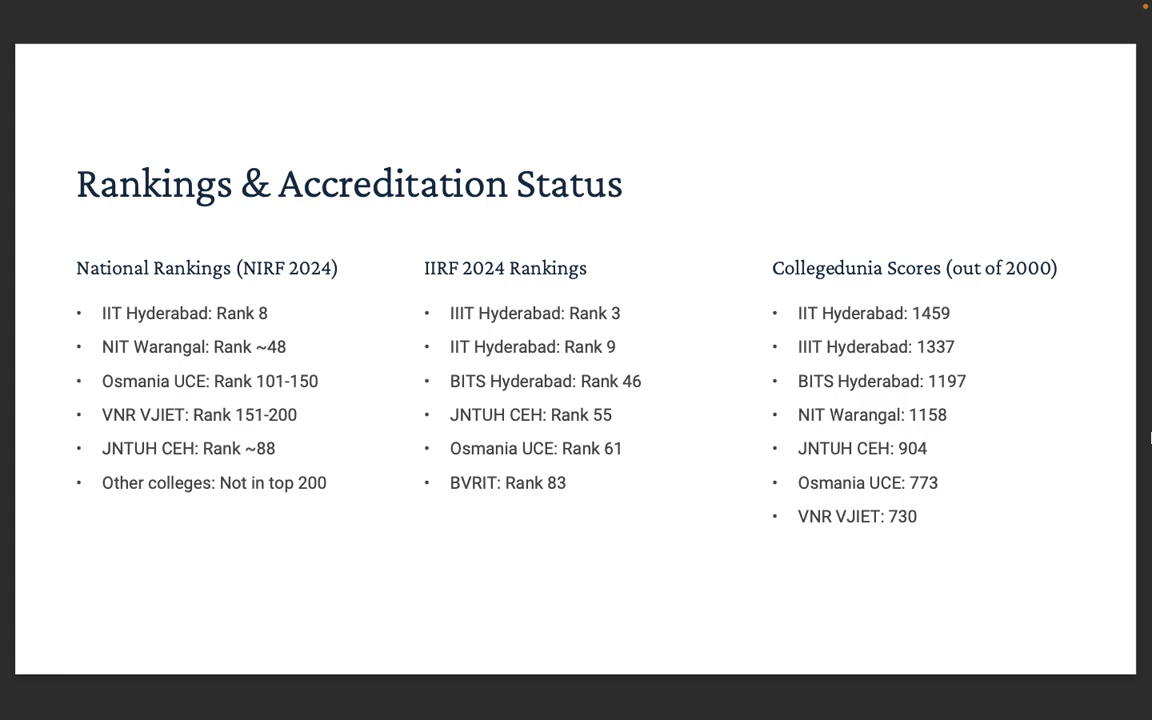 Rankings & Accreditation Status
National Rankings (NIRF 2024)
• IIT Hyderabad: Rank 8
• NIT Warangal: Rank ~48
• Osmania UCE: Rank 101-150
• VNR VJIET: Rank 151-200
• JNTUH CEH: Rank ~88
• Other colleges: Not in top 200
IIRF 2024 Rankings
• IIIT Hyderabad: Rank 3
• IIT Hyderabad: Rank 9
• BITS Hyderabad: Rank 46
• JNTUH CEH: Rank 55
• Osmania UCE: Rank 61
• BVRIT: Rank 83
Collegedunia Scores (out of 2000)
• IIT Hyderabad: 1459
• IIIT Hyderabad: 1337
• BITS Hyderabad: 1197
• NIT Warangal: 1158
• JNTUH CEH: 904
• Osmania UCE: 773
• VNR VJIET: 730